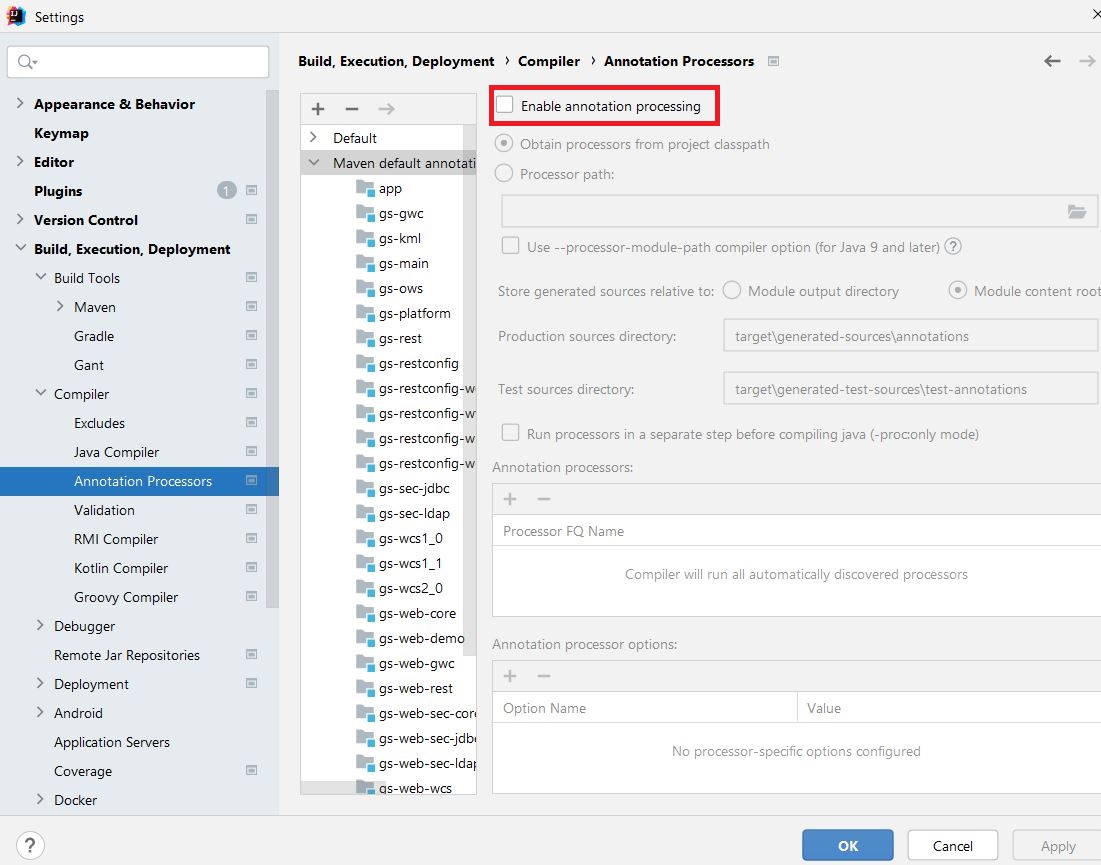 Settings
Build, Execution, Deployment › Compiler › Annotation Processors
Appearance & Behavior
Keymap
Editor
Plugins 1
Version Control
Build, Execution, Deployment
Build Tools
Maven
Gradle
Gant
Compiler
Excludes
Java Compiler
Annotation Processors
Validation
RMI Compiler
Kotlin Compiler
Groovy Compiler
Debugger
Remote Jar Repositories
Deployment
Android
Application Servers
Coverage
Docker
Default
Maven default annotati
app
gs-gwc
gs-kml
gs-main
gs-ows
gs-platform
gs-rest
gs-restconfig
gs-restconfig-w
gs-restconfig-w
gs-restconfig-w
gs-restconfig-w
gs-sec-jdbc
gs-sec-ldap
gs-wcs1_0
gs-wcs1_1
gs-wcs2_0
gs-web-core
gs-web-demo
gs-web-gwc
gs-web-rest
gs-web-sec-cor
gs-web-sec-jdb
gs-web-sec-lda
gs-web-wcs
Enable annotation processing
Obtain processors from project classpath
Processor path:
Use --processor-module-path compiler option (for Java 9 and later) ?
Store generated sources relative to: Module output directory Module content root
Production sources directory: target\generated-sources\annotations
Test sources directory: target\generated-test-sources\test-annotations
Run processors in a separate step before compiling java (-proc:only mode)
Annotation processors:
Processor FQ Name
Compiler will run all automatically discovered processors
Annotation processor options:
Option Name Value
No processor-specific options configured
? OK Cancel Apply